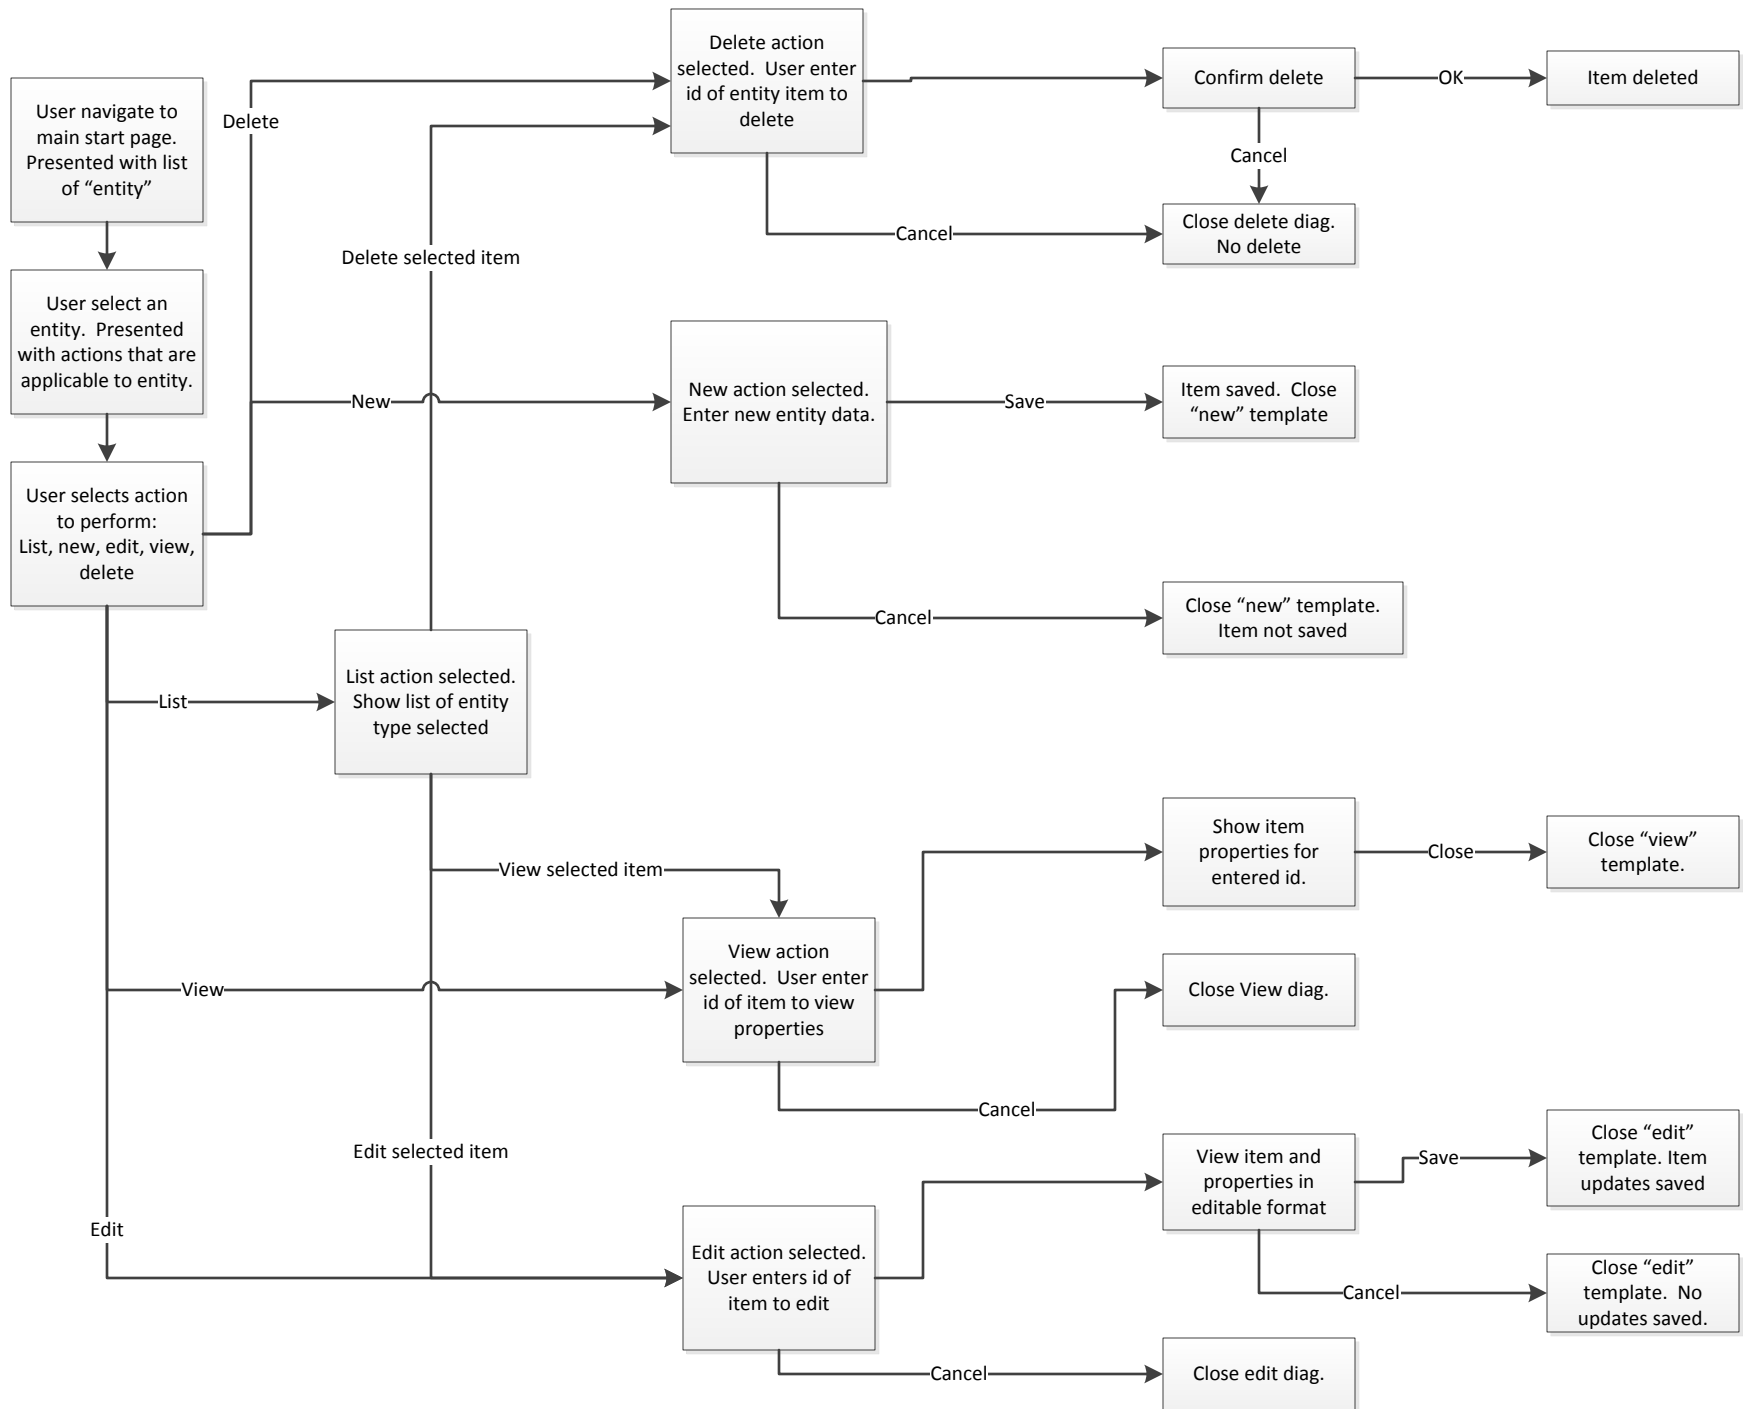 User navigate to
main start page.
Presented with list
of “entity”
User select an
entity.  Presented
with actions that are
applicable to entity.
User selects action
to perform:
List, new, edit, view,
delete
Delete
Delete action
selected.  User enter
id of entity item to
delete
Confirm delete
OK
Item deleted
Cancel
Cancel
Close delete diag.
No delete
Delete selected item
New
New action selected.
Enter new entity data.
Save
Item saved.  Close
“new” template
Cancel
Close “new” template.
Item not saved
List
List action selected.
Show list of entity
type selected
View selected item
View
View action
selected.  User enter
id of item to view
properties
Show item
properties for
entered id.
Close
Close “view”
template.
Close View diag.
Cancel
Edit selected item
Edit
Edit action selected.
User enters id of
item to edit
View item and
properties in
editable format
Save
Close “edit”
template. Item
updates saved
Cancel
Close “edit”
template.  No
updates saved.
Cancel
Close edit diag.